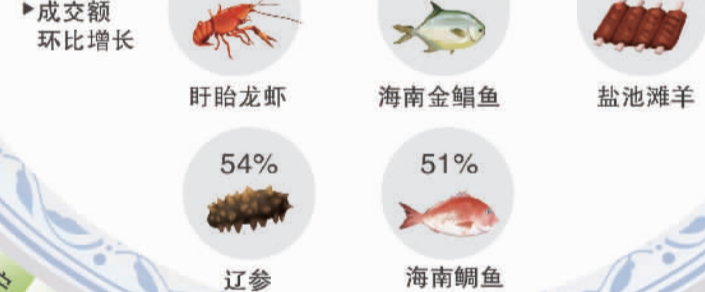 ▶成交额
环比增长
盱眙龙虾
海南金鲳鱼
盐池滩羊
54%
51%
辽参
海南鲷鱼